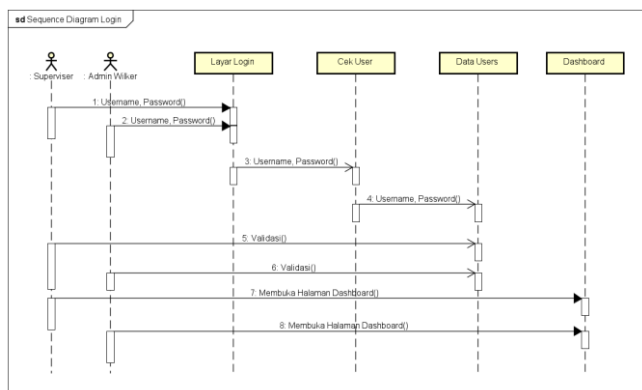 sd Sequence Diagram Login
: Superviser
: Admin Wilker
Layar Login
Cek User
Data Users
Dashboard
1: Username, Password()
2: Username, Password()
3: Username, Password()
4: Username, Password()
5: Validasi()
6: Validasi()
7: Membuka Halaman Dashboard()
8: Membuka Halaman Dashboard()